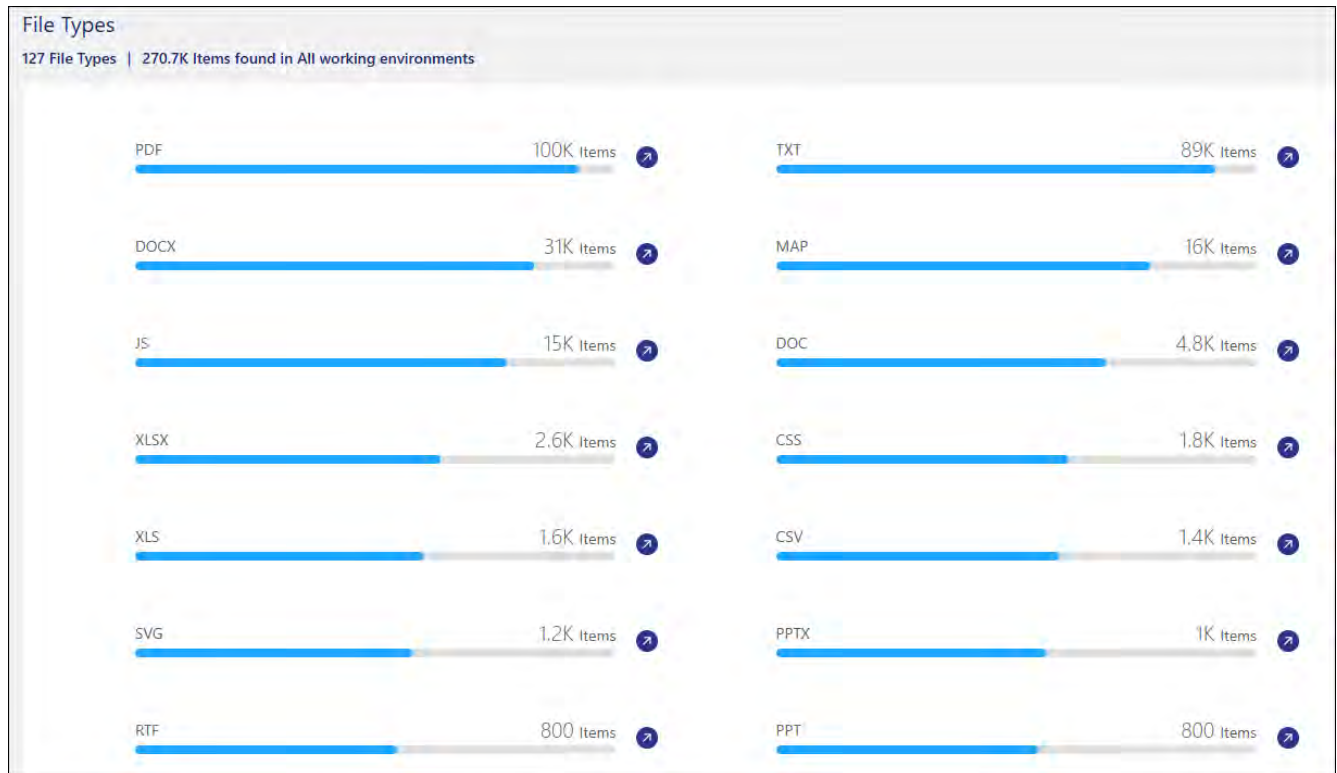 File Types
127 File Types | 270.7K Items found in All working environments
PDF 100K Items
TXT 89K Items
DOCX 31K Items
MAP 16K Items
JS 15K Items
DOC 4.8K Items
XLSX 2.6K Items
CSS 1.8K Items
XLS 1.6K Items
CSV 1.4K Items
SVG 1.2K Items
PPTX 1K Items
RTF 800 Items
PPT 800 Items